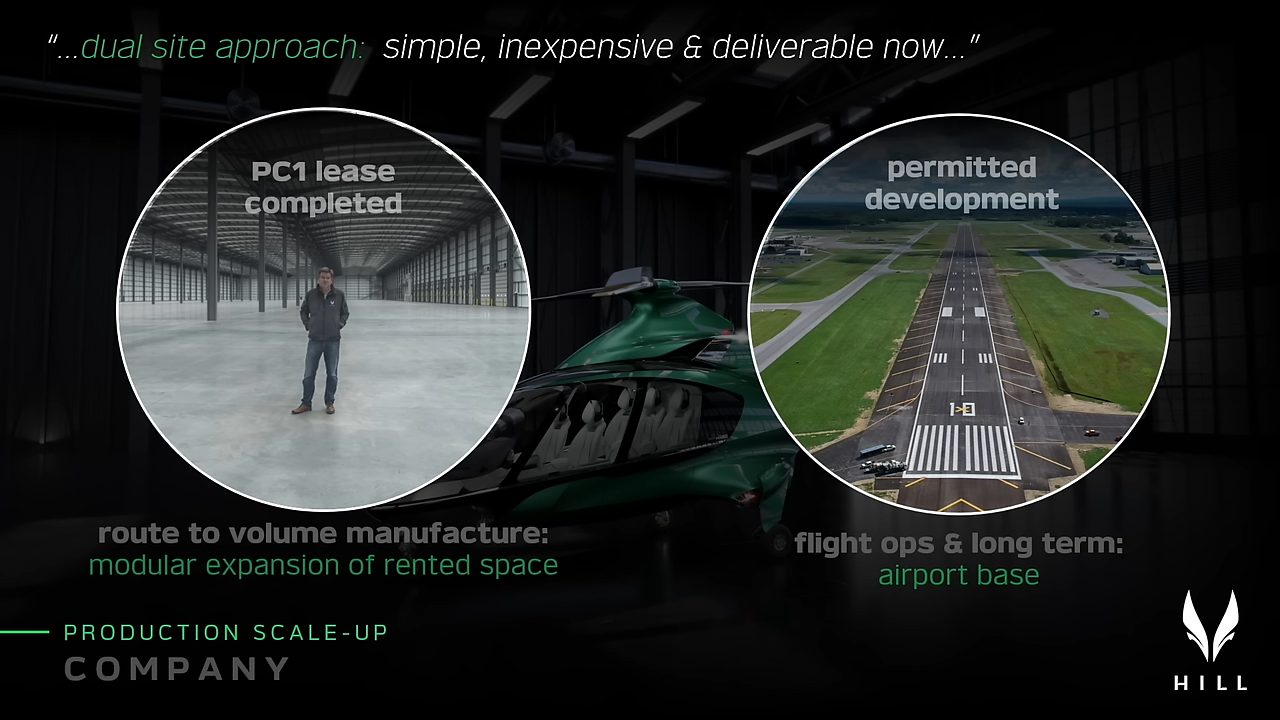 “...dual site approach: simple, inexpensive & deliverable now...”
PC1 lease
completed
permitted
development
route to volume manufacture:
modular expansion of rented space
flight ops & long term:
airport base
PRODUCTION SCALE-UP
COMPANY
HILL